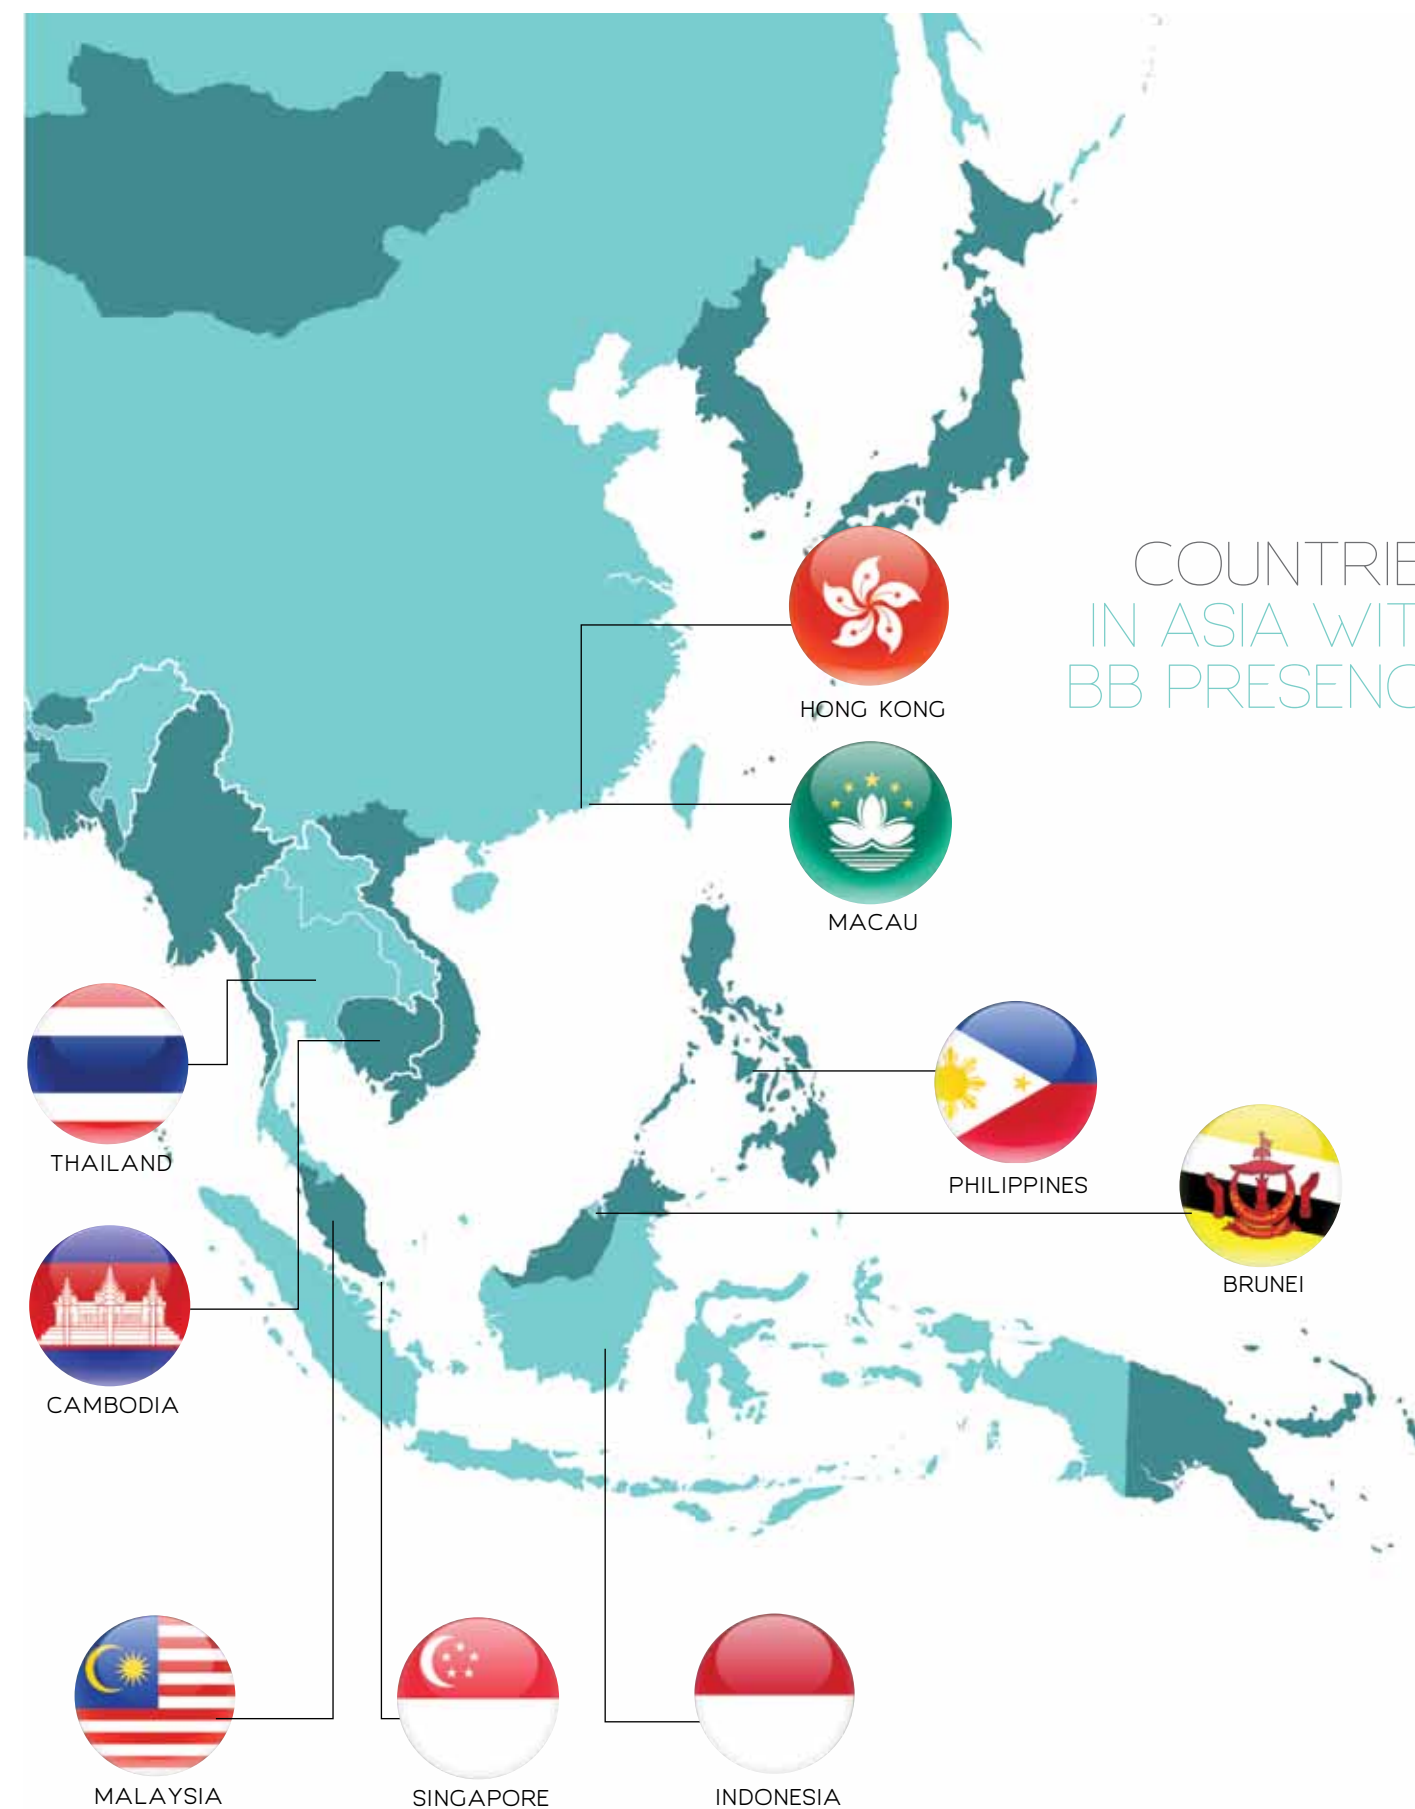 COUNTRIE
IN ASIA WIT
BB PRESENC
HONG KONG
MACAU
THAILAND
PHILIPPINES
BRUNEI
CAMBODIA
MALAYSIA
SINGAPORE
INDONESIA